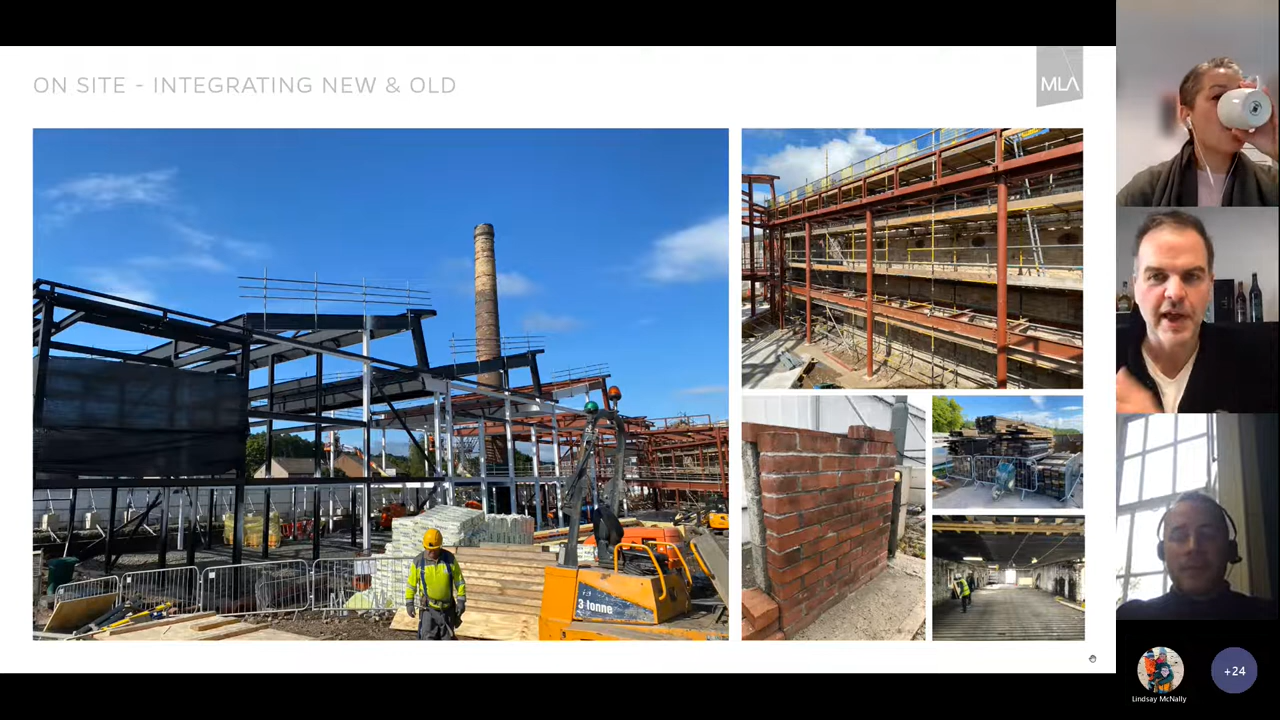 ON SITE - INTEGRATING NEW & OLD
MLA
3 tonne
Lindsay McNally
+24